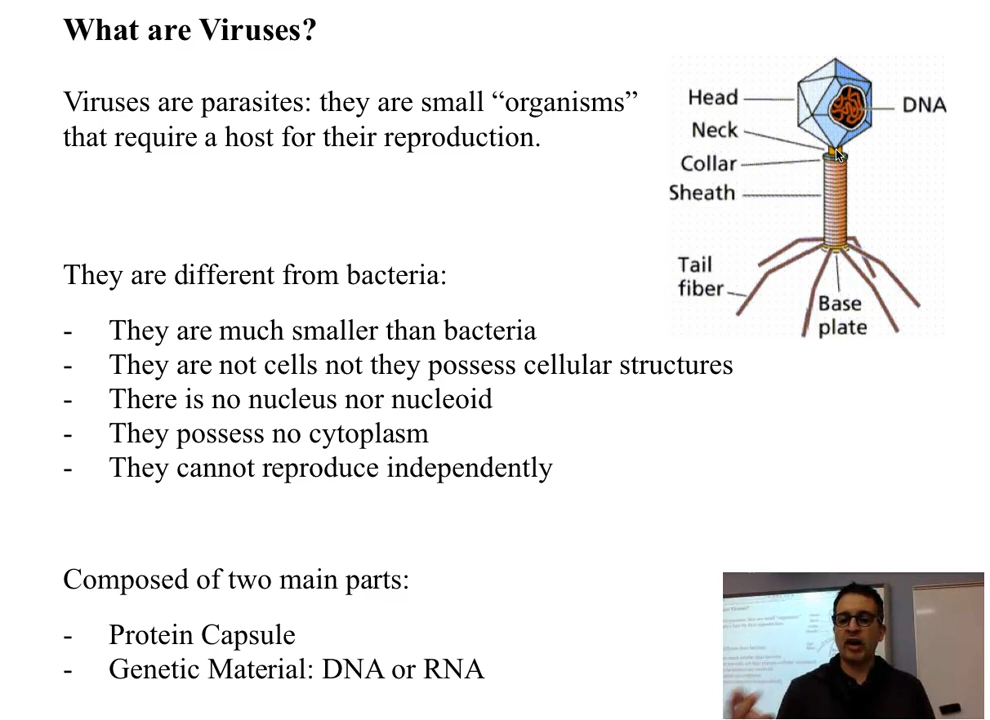 What are Viruses?
Viruses are parasites: they are small “organisms”
that require a host for their reproduction.
Head
DNA
Neck
Collar
Sheath
Tail
fiber
Base
plate
They are different from bacteria:
- They are much smaller than bacteria
- They are not cells not they possess cellular structures
- There is no nucleus nor nucleoid
- They possess no cytoplasm
- They cannot reproduce independently
Composed of two main parts:
- Protein Capsule
- Genetic Material: DNA or RNA